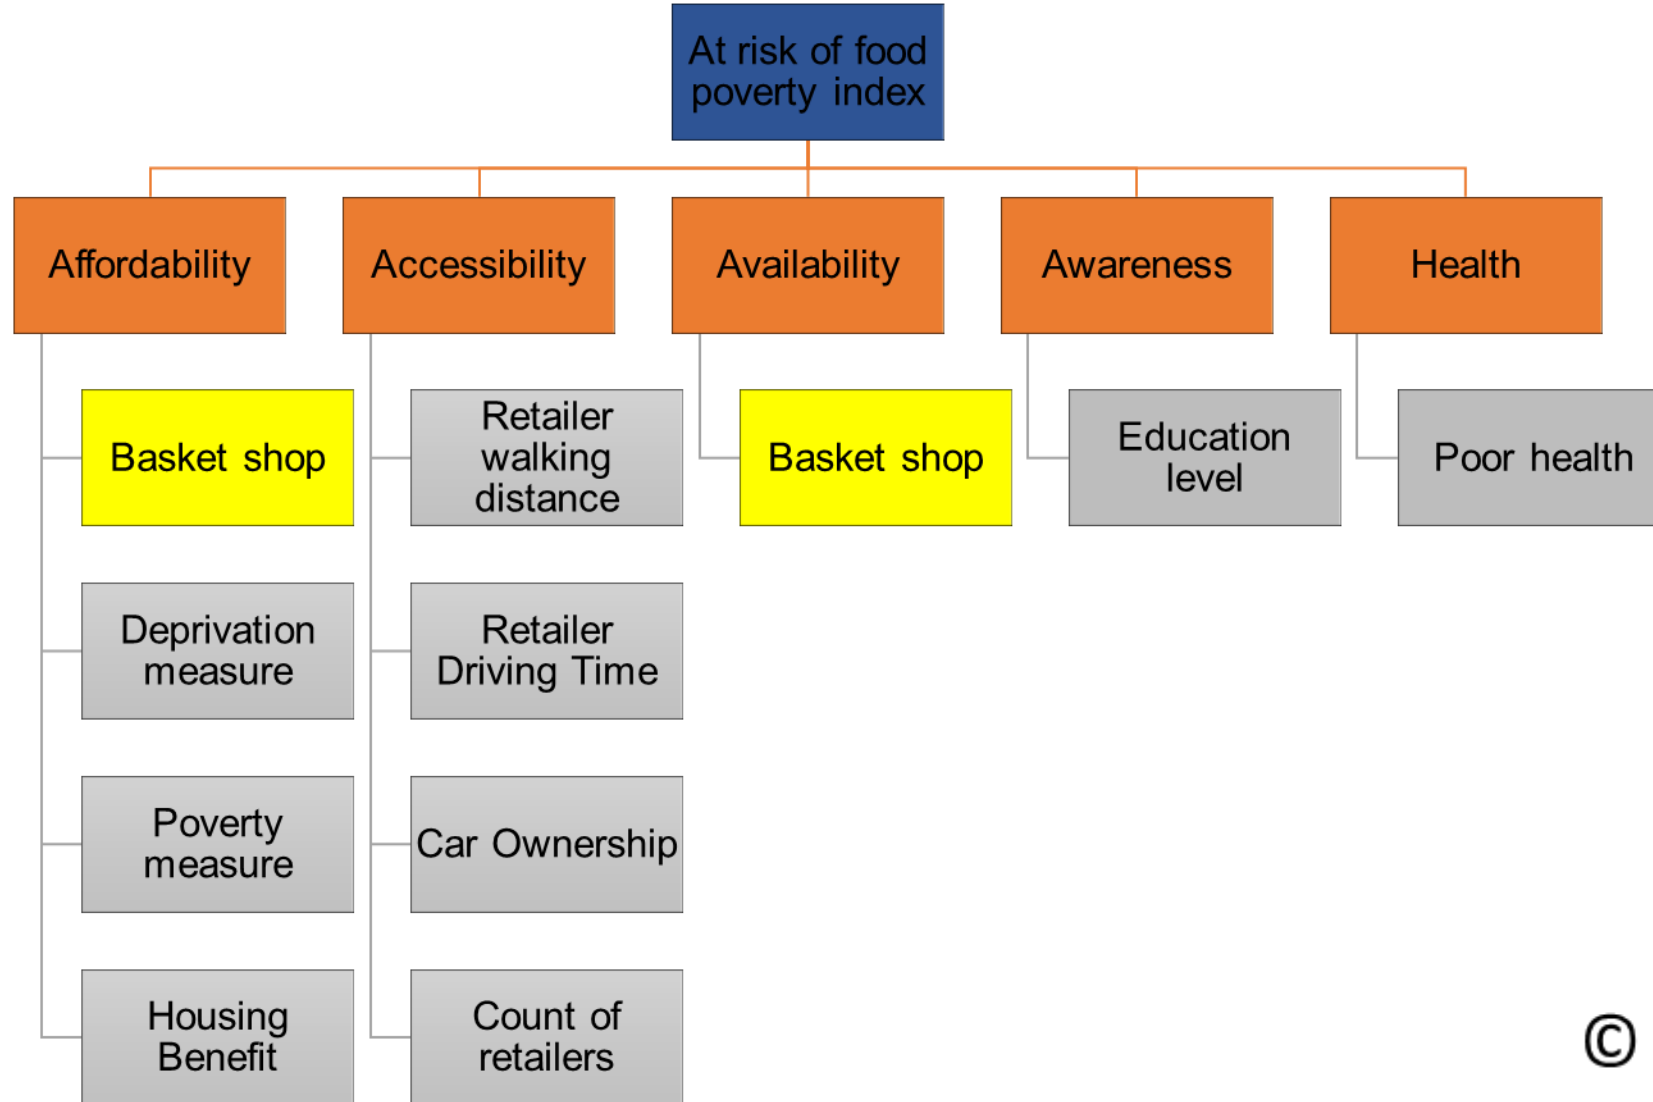 At risk of food
poverty index
Affordability
Accessibility
Availability
Awareness
Health
Basket shop
Retailer
walking
distance
Basket shop
Education
level
Poor health
Deprivation
measure
Retailer
Driving Time
Poverty
measure
Car Ownership
Housing
Benefit
Count of
retailers
©